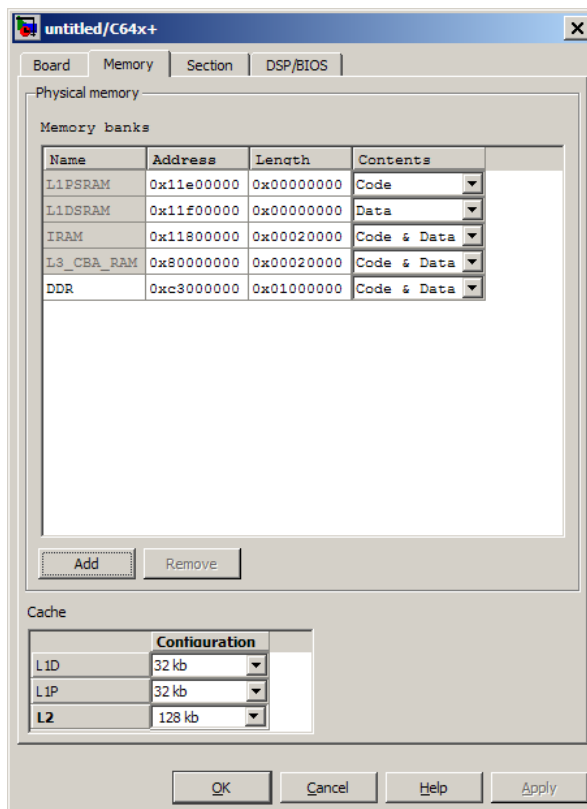 untitled/C64x+
Board Memory Section DSP/BIOS
Physical memory
Memory banks
Name Address Length Contents
L1PSRAM 0x11e00000 0x00000000 Code
L1DSRAM 0x11f00000 0x00000000 Data
IRAM 0x11800000 0x00020000 Code & Data
L3_CBA_RAM 0x80000000 0x00020000 Code & Data
DDR 0xc3000000 0x01000000 Code & Data
Add Remove
Cache
Configuration
L1D 32 kb
L1P 32 kb
L2 128 kb
OK Cancel Help Apply